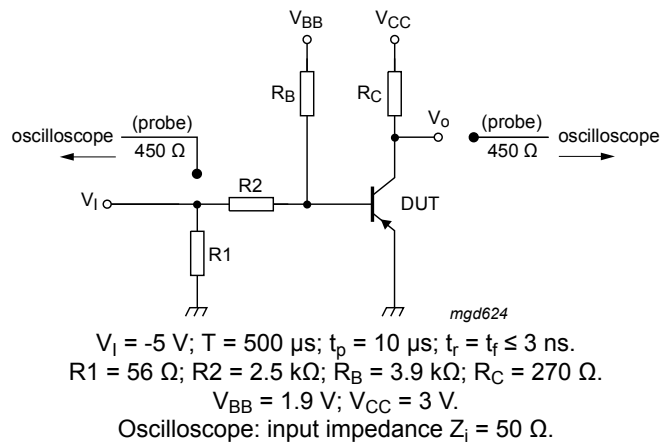 V_BB V_CC
R_B R_C
(probe) V_o (probe)
oscilloscope oscilloscope
450 Ω 450 Ω
R2
V_I DUT
R1
mgd624
V_I = -5 V; T = 500 μs; t_p = 10 μs; t_r = t_f ≤ 3 ns.
R1 = 56 Ω; R2 = 2.5 kΩ; R_B = 3.9 kΩ; R_C = 270 Ω.
V_BB = 1.9 V; V_CC = 3 V.
Oscilloscope: input impedance Z_i = 50 Ω.